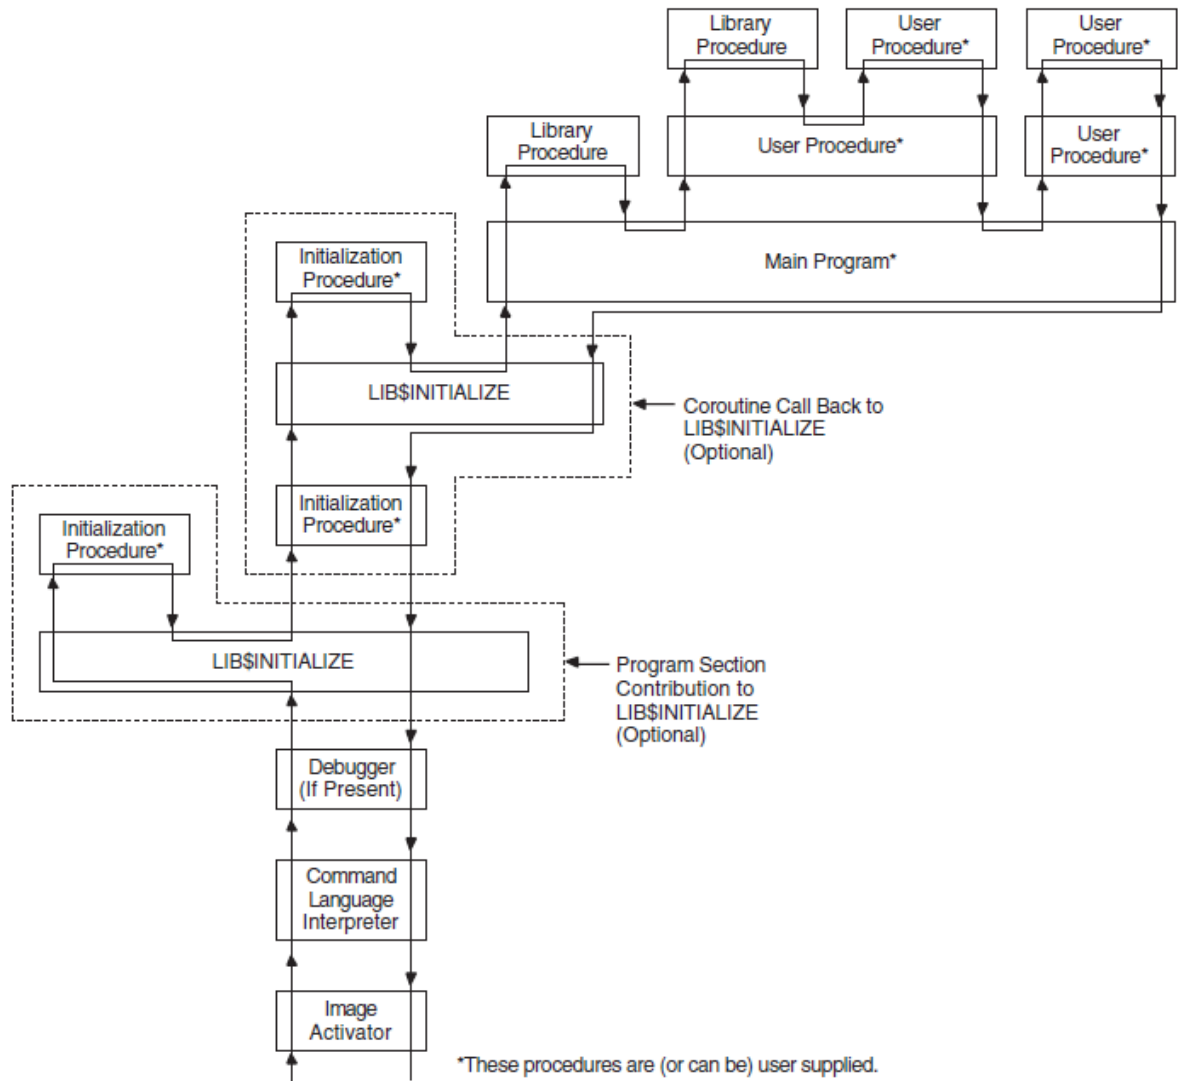 Library
Procedure
User
Procedure*
User
Procedure*
Library
Procedure
User Procedure*
User
Procedure*
Main Program*
Initialization
Procedure*
LIB$INITIALIZE
Coroutine Call Back to
LIB$INITIALIZE
(Optional)
Initialization
Procedure*
Initialization
Procedure*
LIB$INITIALIZE
Program Section
Contribution to
LIB$INITIALIZE
(Optional)
Debugger
(If Present)
Command
Language
Interpreter
Image
Activator
*These procedures are (or can be) user supplied.